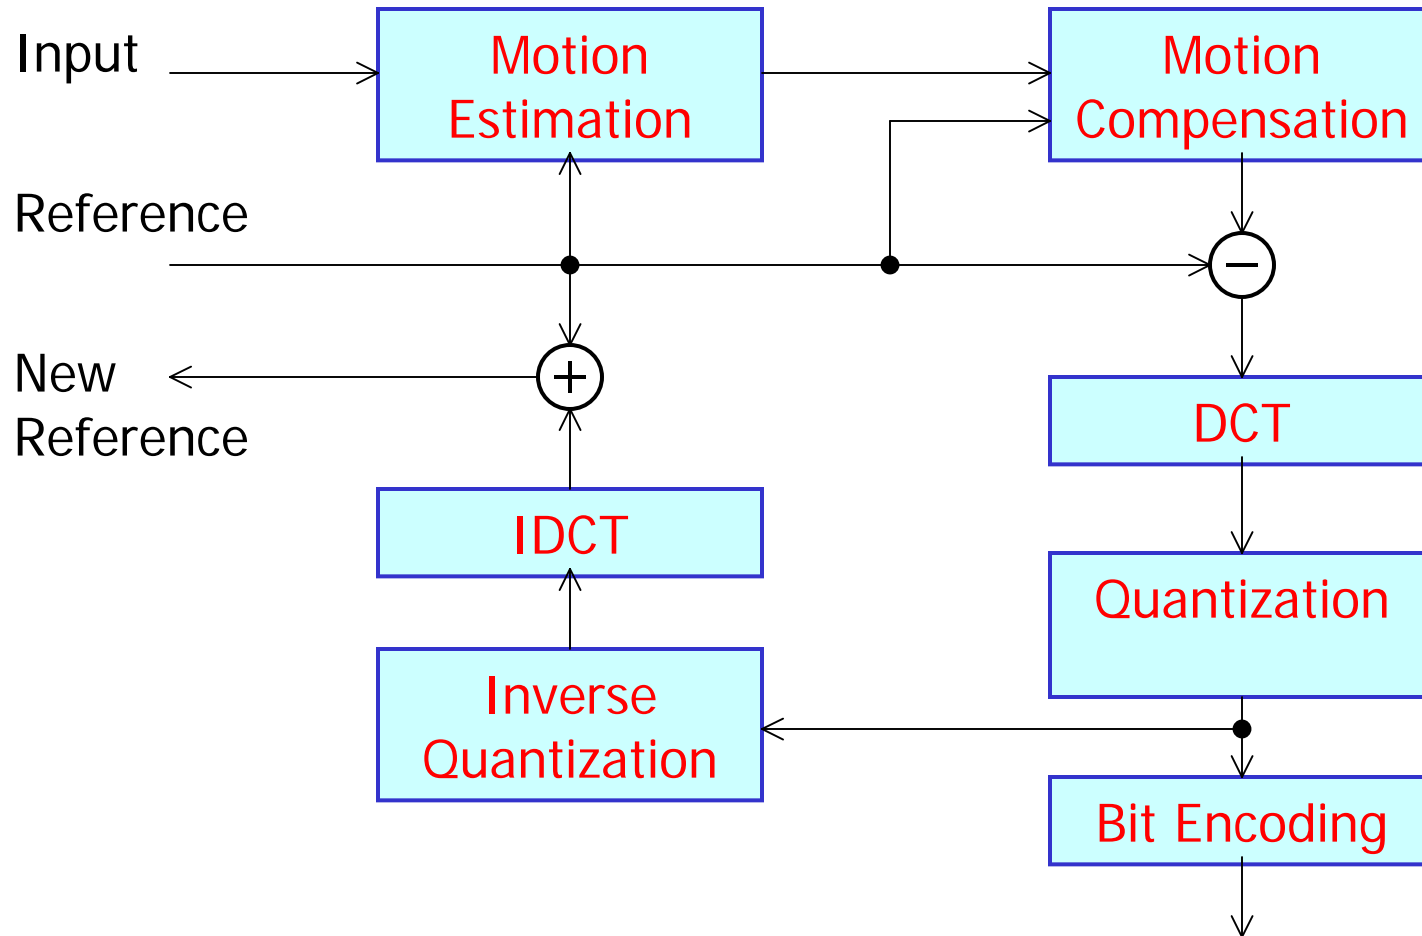 Input
Motion
Estimation
Motion
Compensation
Reference
−
New
Reference
+
DCT
IDCT
Quantization
Inverse
Quantization
Bit Encoding